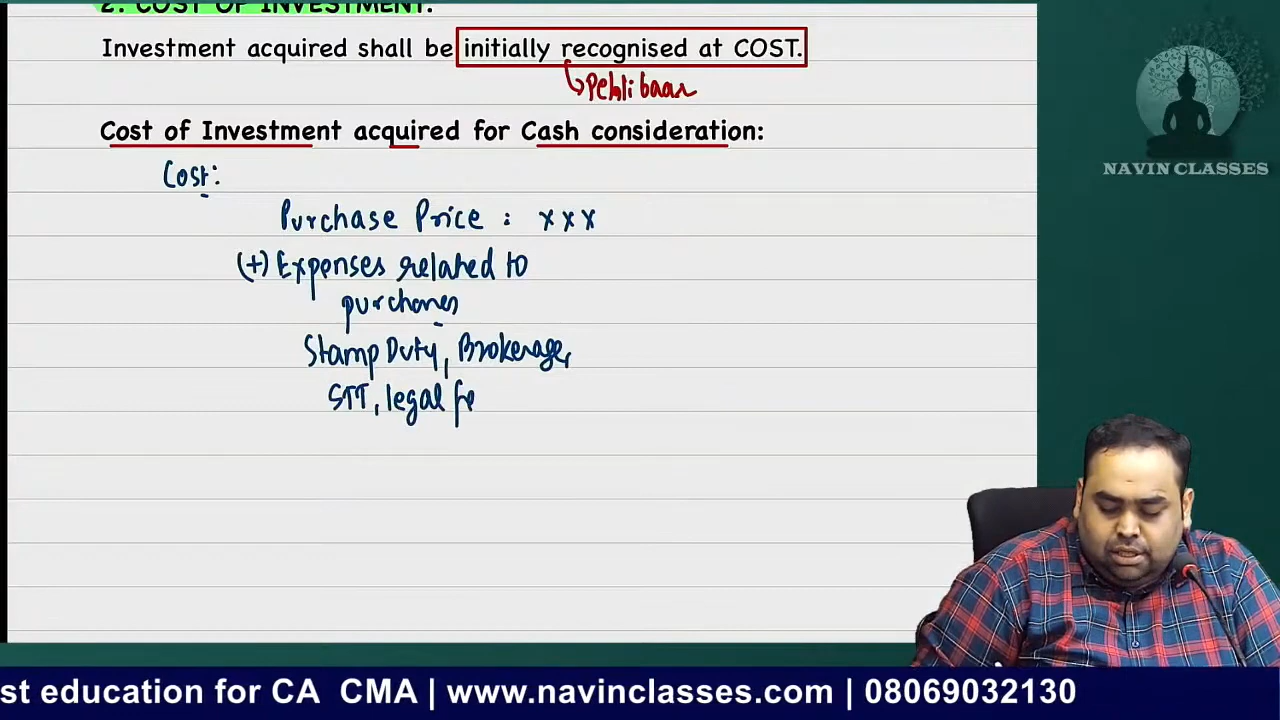 2. COST OF INVESTMENT.
Investment acquired shall be initially recognised at COST.
Pehli baar
Cost of Investment acquired for Cash consideration:
Cost:
Purchase Price : xxx
(+) Expenses related to
purchases
Stamp Duty, Brokerage,
STT, legal fe
NAVIN CLASSES
st education for CA CMA | www.navinclasses.com | 08069032130